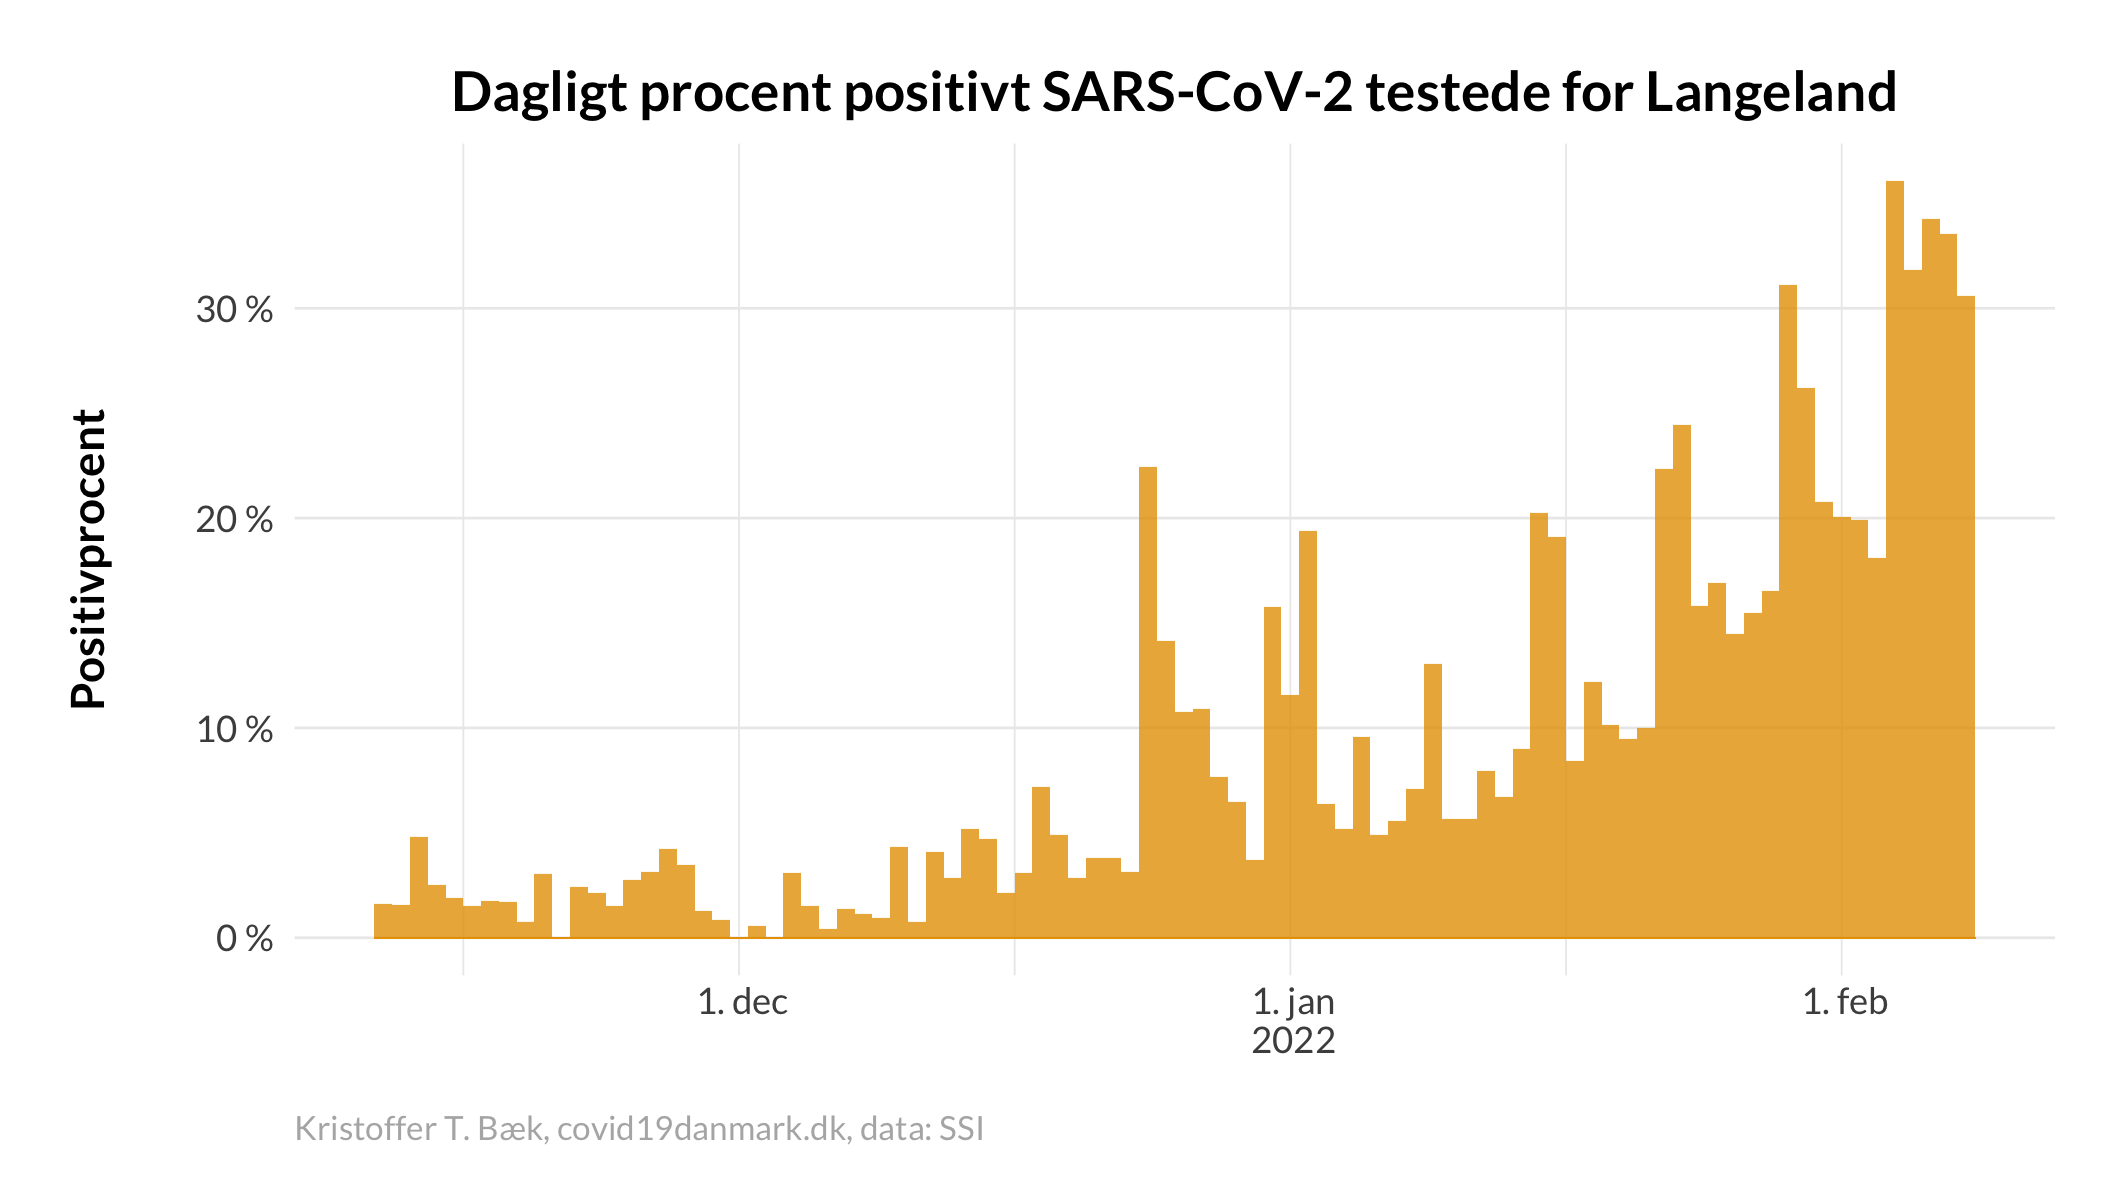 Dagligt procent positivt SARS-CoV-2 testede for Langeland
Positivprocent
30 %
20 %
10 %
0 %
1. dec
1. jan
2022
1. feb
Kristoffer T. Bæk, covid19danmark.dk, data: SSI